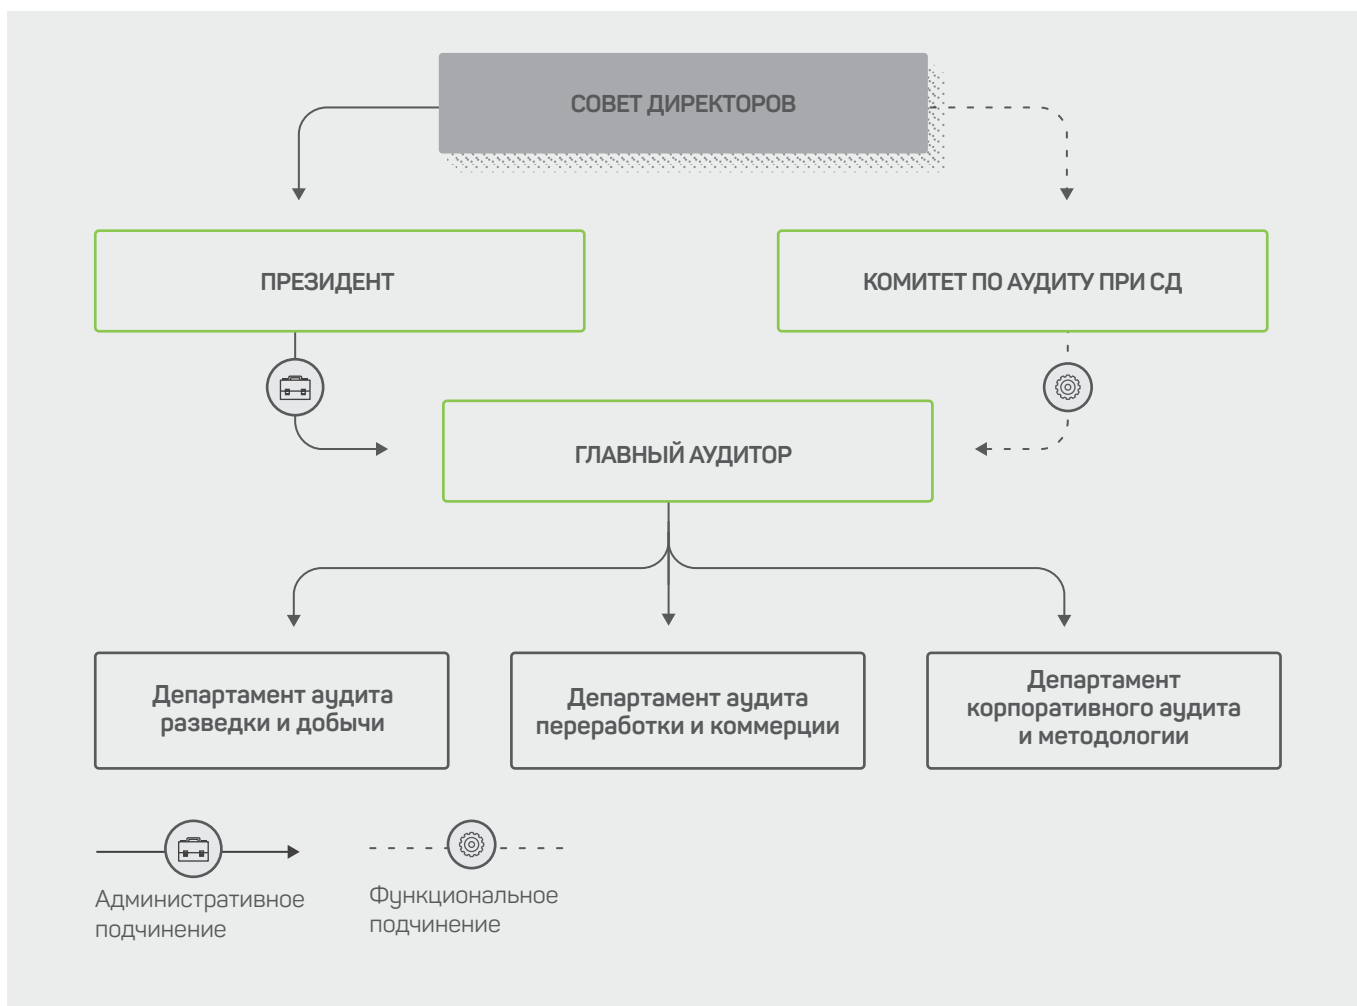 СОВЕТ ДИРЕКТОРОВ
ПРЕЗИДЕНТ
КОМИТЕТ ПО АУДИТУ ПРИ СД
ГЛАВНЫЙ АУДИТОР
Департамент аудита
разведки и добычи
Департамент аудита
переработки и коммерции
Департамент
корпоративного аудита
и методологии
Административное
подчинение
Функциональное
подчинение